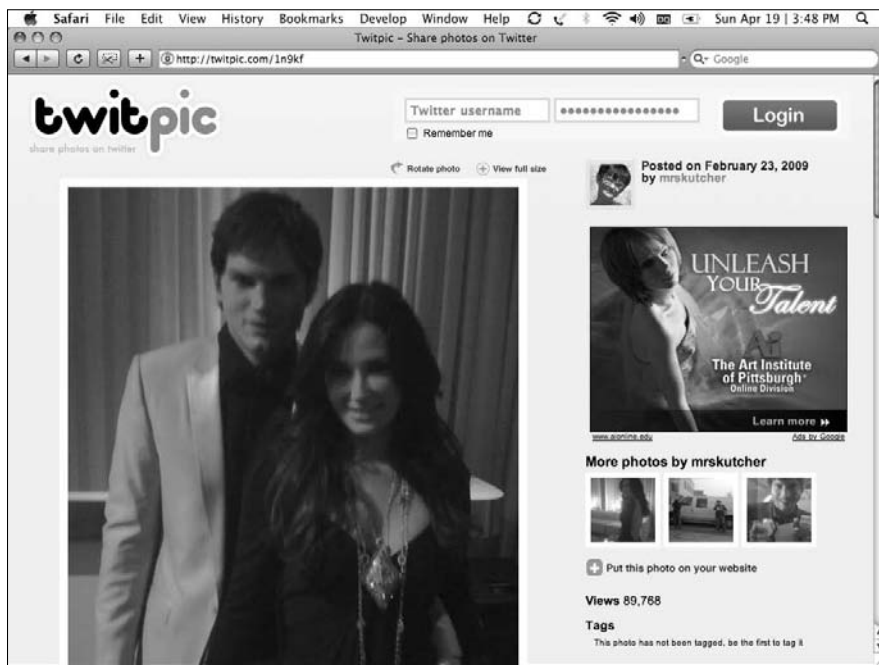 Safari File Edit View History Bookmarks Develop Window Help Sun Apr 19 | 3:48 PM
Twitpic – Share photos on Twitter
http://twitpic.com/1n9kf
Google
twitpic
share photos on twitter
Twitter username
Login
Remember me
Rotate photo View full size
Posted on February 23, 2009
by mrskutcher
UNLEASH
YOUR
Talent
Ai
The Art Institute
of Pittsburgh
Online Division
Learn more
www.aionline.edu Ads by Google
More photos by mrskutcher
Put this photo on your website
Views 89,768
Tags
This photo has not been tagged, be the first to tag it